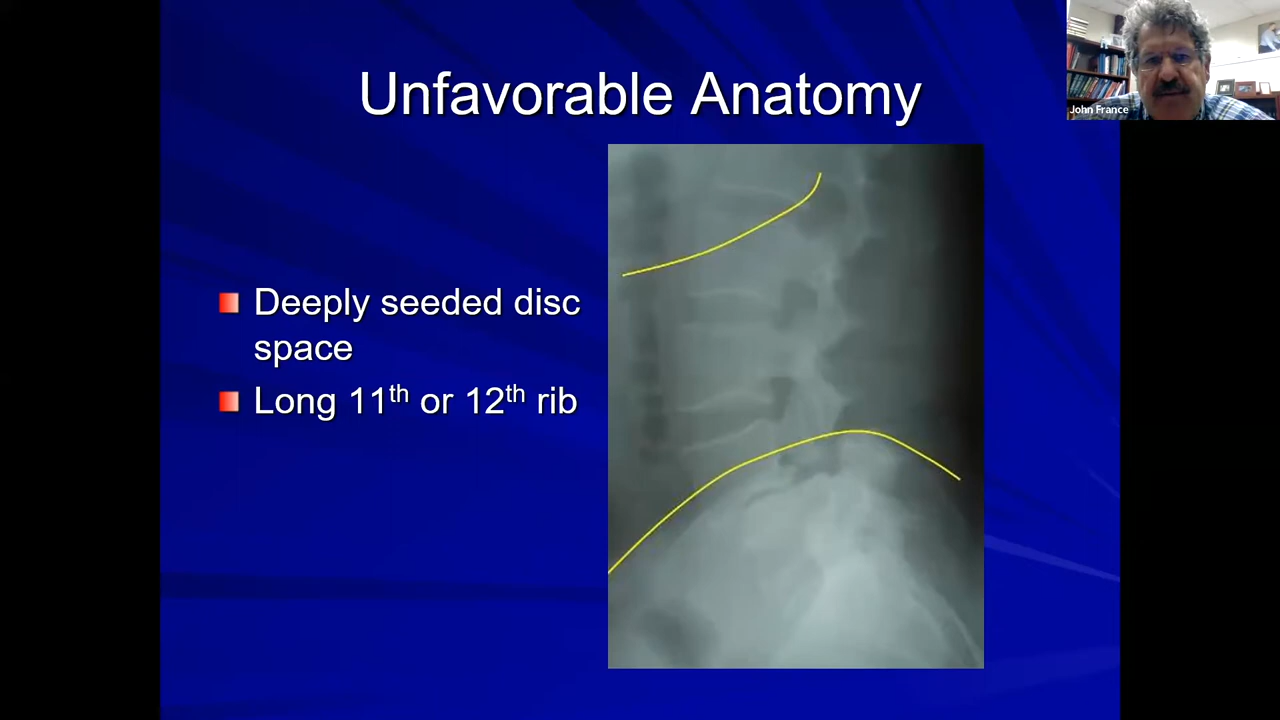 Unfavorable Anatomy
John France
Deeply seeded disc
space
Long 11th or 12th rib